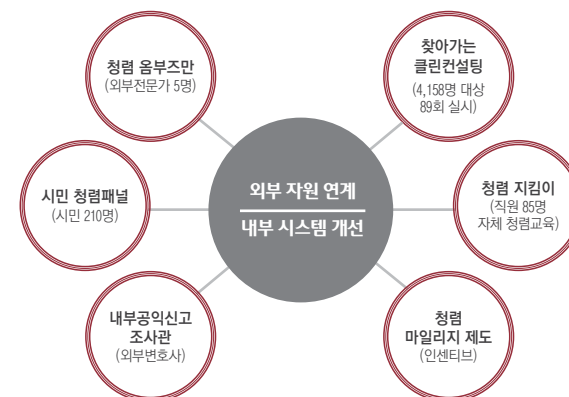 찾아가는
클린컨설팅
(4,158명 대상
89회 실시)
청렴 옴부즈만
(외부전문가 5명)
외부 자원 연계
내부 시스템 개선
시민 청렴패널
(시민 210명)
청렴 지킴이
(직원 85명
자체 청렴교육)
내부공익신고
조사관
(외부변호사)
청렴
마일리지 제도
(인센티브)